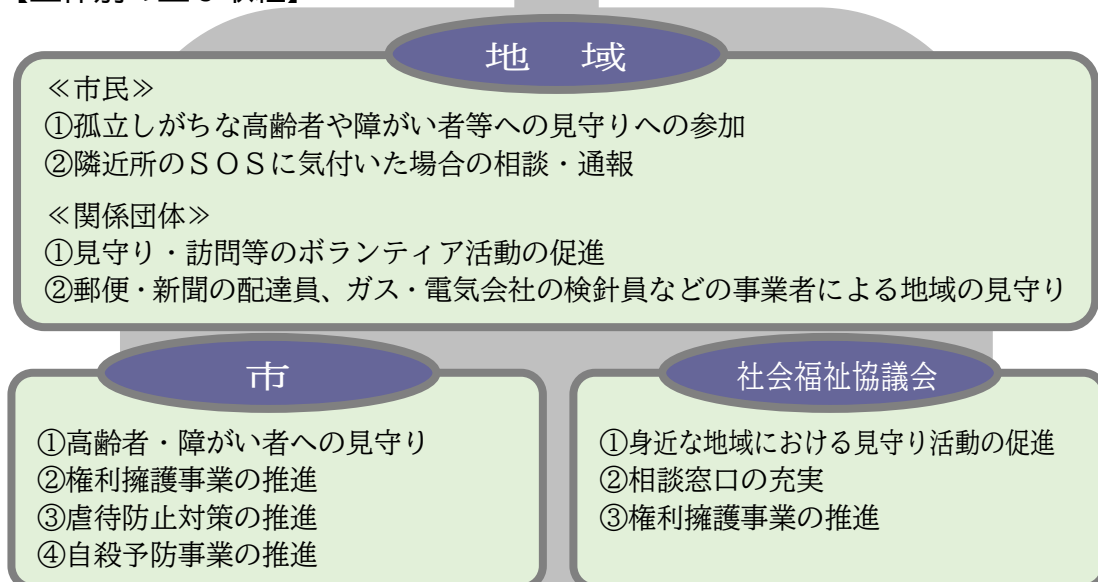 地 域
≪市民≫
①孤立しがちな高齢者や障がい者等への見守りへの参加
②隣近所のSOSに気付いた場合の相談・通報
≪関係団体≫
①見守り・訪問等のボランティア活動の促進
②郵便・新聞の配達員、ガス・電気会社の検針員などの事業者による地域の見守り
市
①高齢者・障がい者への見守り
②権利擁護事業の推進
③虐待防止対策の推進
④自殺予防事業の推進
社会福祉協議会
①身近な地域における見守り活動の促進
②相談窓口の充実
③権利擁護事業の推進